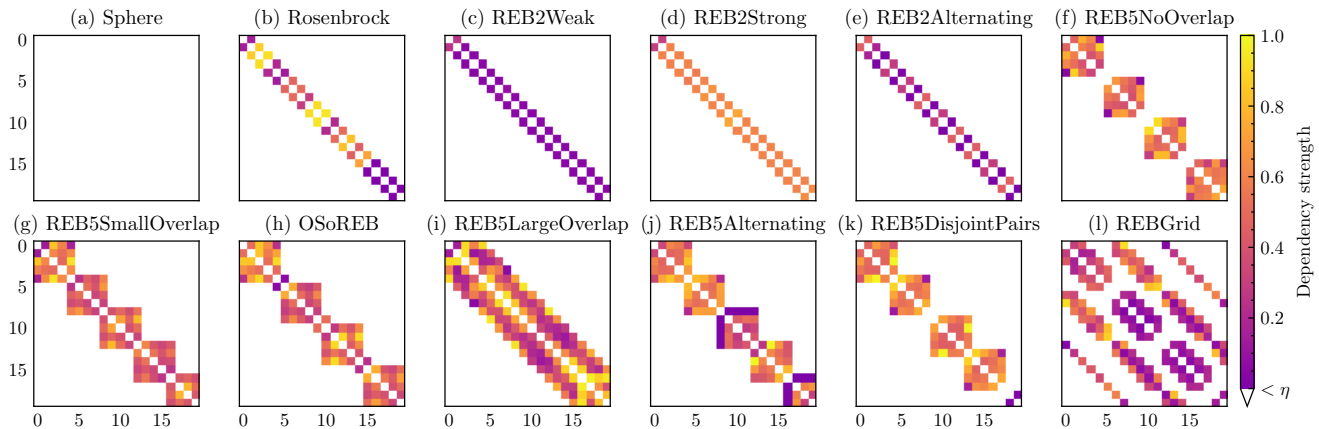 (a) Sphere
(b) Rosenbrock
(c) REB2Weak
(d) REB2Strong
(e) REB2Alternating
(f) REB5NoOverlap
0
5
10
15
1.0
0.8
0.6
0.4
0.2
< η
Dependency strength
(g) REB5SmallOverlap
(h) OSoREB
(i) REB5LargeOverlap
(j) REB5Alternating
(k) REB5DisjointPairs
(l) REBGrid
0
5
10
15
0 5 10 15
0 5 10 15
0 5 10 15
0 5 10 15
0 5 10 15
0 5 10 15